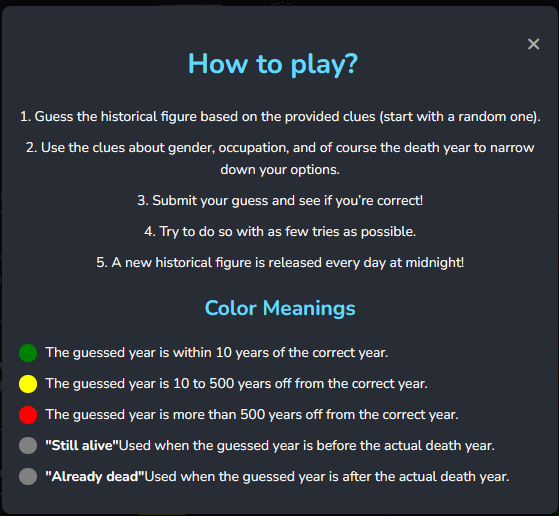 How to play?
1. Guess the historical figure based on the provided clues (start with a random one).
2. Use the clues about gender, occupation, and of course the death year to narrow
down your options.
3. Submit your guess and see if you're correct!
4. Try to do so with as few tries as possible.
5. A new historical figure is released every day at midnight!
Color Meanings
The guessed year is within 10 years of the correct year.
The guessed year is 10 to 500 years off from the correct year.
The guessed year is more than 500 years off from the correct year.
"Still alive"Used when the guessed year is before the actual death year.
"Already dead"Used when the guessed year is after the actual death year.